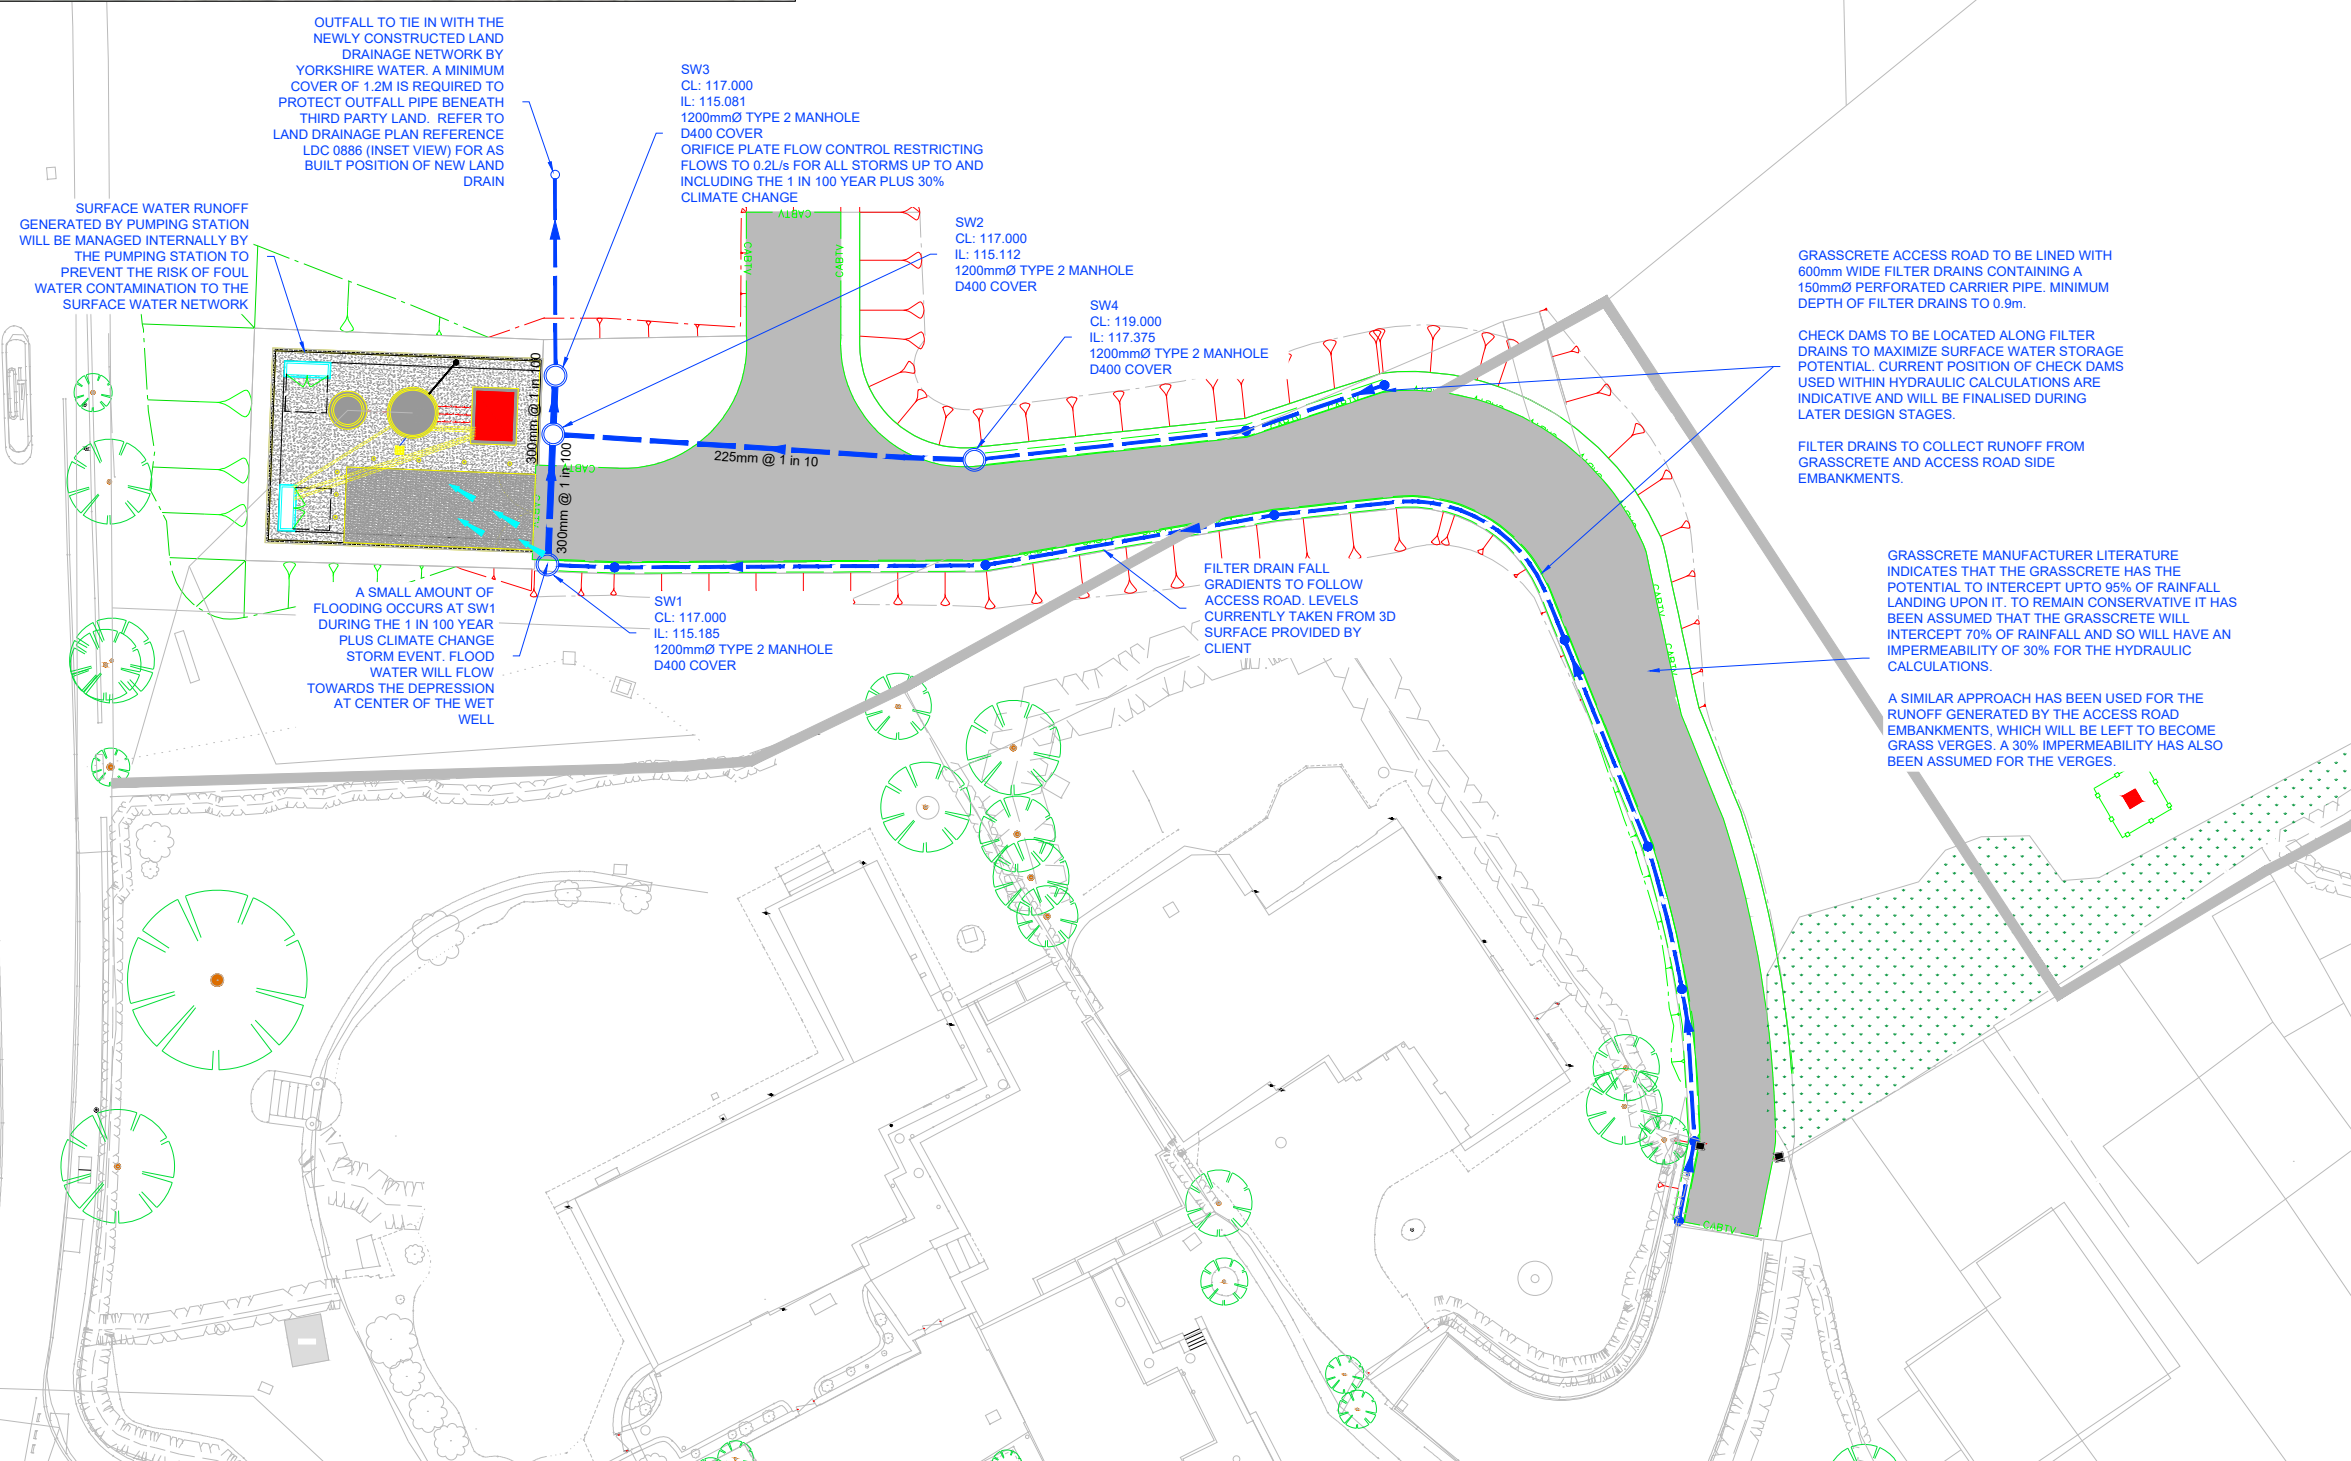 OUTFALL TO TIE IN WITH THE
NEWLY CONSTRUCTED LAND
DRAINAGE NETWORK BY
YORKSHIRE WATER. A MINIMUM
COVER OF 1.2M IS REQUIRED TO
PROTECT OUTFALL PIPE BENEATH
THIRD PARTY LAND. REFER TO
LAND DRAINAGE PLAN REFERENCE
LDC 0886 (INSET VIEW) FOR AS
BUILT POSITION OF NEW LAND
DRAIN
SURFACE WATER RUNOFF
GENERATED BY PUMPING STATION
WILL BE MANAGED INTERNALLY BY
THE PUMPING STATION TO
PREVENT THE RISK OF FOUL
WATER CONTAMINATION TO THE
SURFACE WATER NETWORK
SW3
CL: 117.000
IL: 115.081
1200mmØ TYPE 2 MANHOLE
D400 COVER
ORIFICE PLATE FLOW CONTROL RESTRICTING
FLOWS TO 0.2L/s FOR ALL STORMS UP TO AND
INCLUDING THE 1 IN 100 YEAR PLUS 30%
CLIMATE CHANGE
SW2
CL: 117.000
IL: 115.112
1200mmØ TYPE 2 MANHOLE
D400 COVER
SW4
CL: 119.000
IL: 117.375
1200mmØ TYPE 2 MANHOLE
D400 COVER
GRASSCRETE ACCESS ROAD TO BE LINED WITH
600mm WIDE FILTER DRAINS CONTAINING A
150mmØ PERFORATED CARRIER PIPE. MINIMUM
DEPTH OF FILTER DRAINS TO 0.9m.
CHECK DAMS TO BE LOCATED ALONG FILTER
DRAINS TO MAXIMIZE SURFACE WATER STORAGE
POTENTIAL. CURRENT POSITION OF CHECK DAMS
USED WITHIN HYDRAULIC CALCULATIONS ARE
INDICATIVE AND WILL BE FINALISED DURING
LATER DESIGN STAGES.
FILTER DRAINS TO COLLECT RUNOFF FROM
GRASSCRETE AND ACCESS ROAD SIDE
EMBANKMENTS.
CABTV
CABTV
CABTV
300mm @ 1 in 100
300mm @ 1 in 100
225mm @ 1 in 10
A SMALL AMOUNT OF
FLOODING OCCURS AT SW1
DURING THE 1 IN 100 YEAR
PLUS CLIMATE CHANGE
STORM EVENT. FLOOD
WATER WILL FLOW
TOWARDS THE DEPRESSION
AT CENTER OF THE WET
WELL
SW1
CL: 117.000
IL: 115.185
1200mmØ TYPE 2 MANHOLE
D400 COVER
FILTER DRAIN FALL
GRADIENTS TO FOLLOW
ACCESS ROAD. LEVELS
CURRENTLY TAKEN FROM 3D
SURFACE PROVIDED BY
CLIENT
GRASSCRETE MANUFACTURER LITERATURE
INDICATES THAT THE GRASSCRETE HAS THE
POTENTIAL TO INTERCEPT UPTO 95% OF RAINFALL
LANDING UPON IT. TO REMAIN CONSERVATIVE IT HAS
BEEN ASSUMED THAT THE GRASSCRETE WILL
INTERCEPT 70% OF RAINFALL AND SO WILL HAVE AN
IMPERMEABILITY OF 30% FOR THE HYDRAULIC
CALCULATIONS.
A SIMILAR APPROACH HAS BEEN USED FOR THE
RUNOFF GENERATED BY THE ACCESS ROAD
EMBANKMENTS, WHICH WILL BE LEFT TO BECOME
GRASS VERGES. A 30% IMPERMEABILITY HAS ALSO
BEEN ASSUMED FOR THE VERGES.
CABTV
CABTV
CABTV